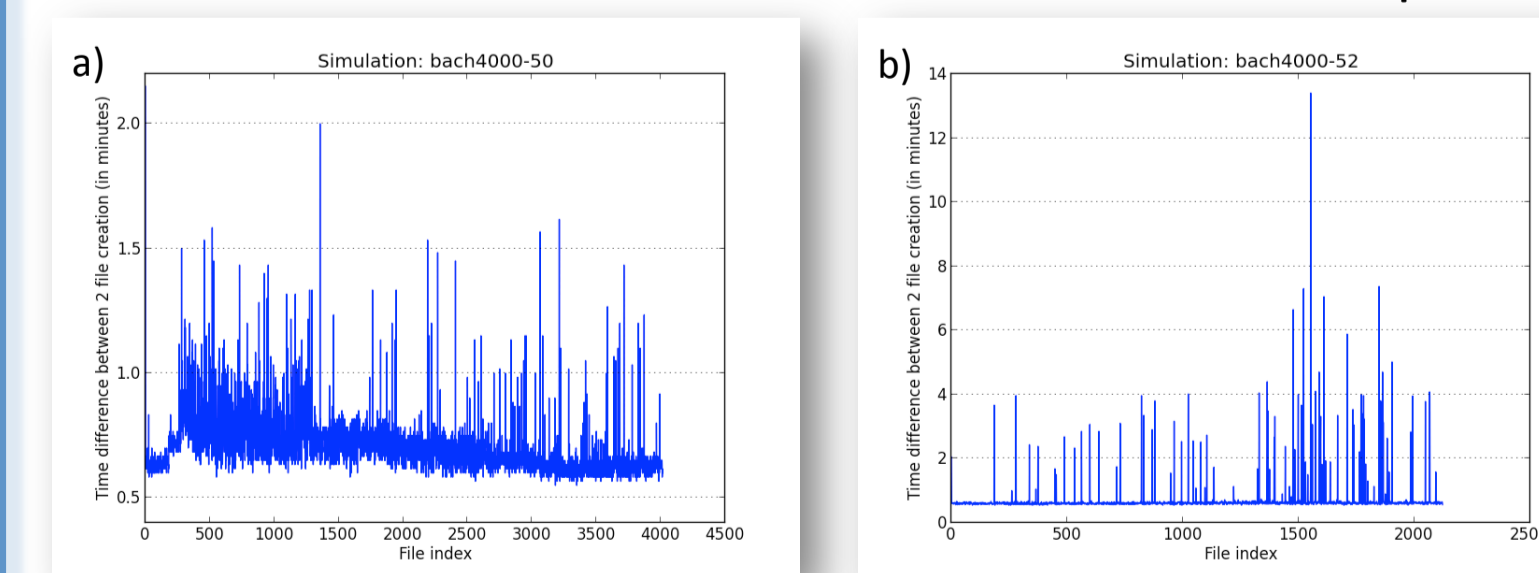 a)
Simulation: bach4000-50
Time difference between 2 file creation (in minutes)
2.0
1.5
1.0
0.5
0 500 1000 1500 2000 2500 3000 3500 4000 4500
File index
b)
Simulation: bach4000-52
Time difference between 2 file creation (in minutes)
14
12
10
8
6
4
2
0
0 500 1000 1500 2000 250
File index